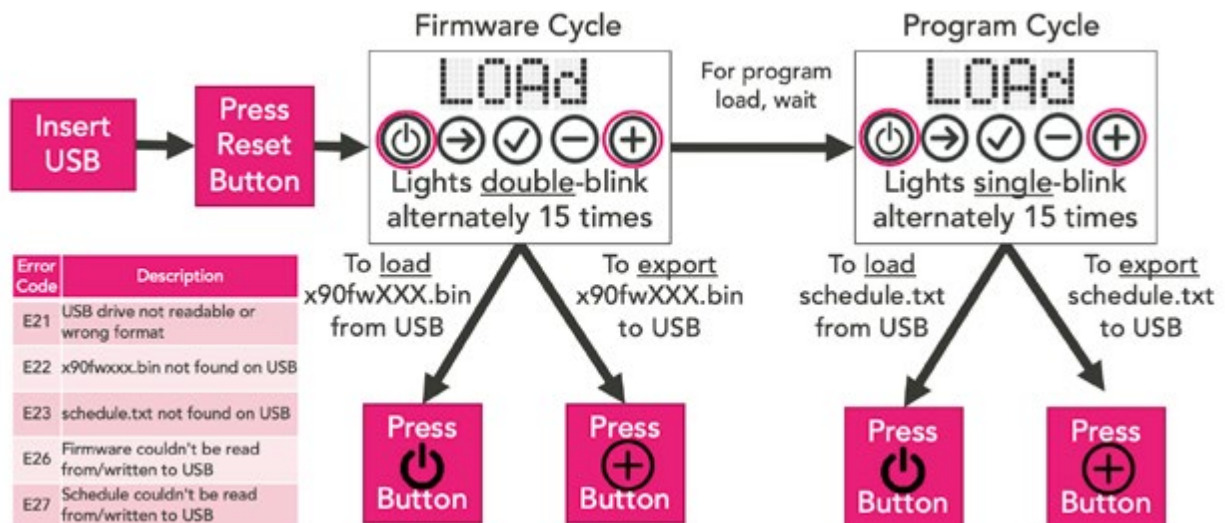 Firmware Cycle
Program Cycle
Insert
USB
Press
Reset
Button
LOAd
Lights double-blink
alternately 15 times
For program
load, wait
LOAd
Lights single-blink
alternately 15 times
To load
x90fwXXX.bin
from USB
To export
x90fwXXX.bin
to USB
To load
schedule.txt
from USB
To export
schedule.txt
to USB
Error
Code
Description
E21 USB drive not readable or
wrong format
E22 x90fwxxx.bin not found on USB
E23 schedule.txt not found on USB
E26 Firmware couldn't be read
from/written to USB
E27 Schedule couldn't be read
from/written to USB
Press
Button
Press
Button
Press
Button
Press
Button